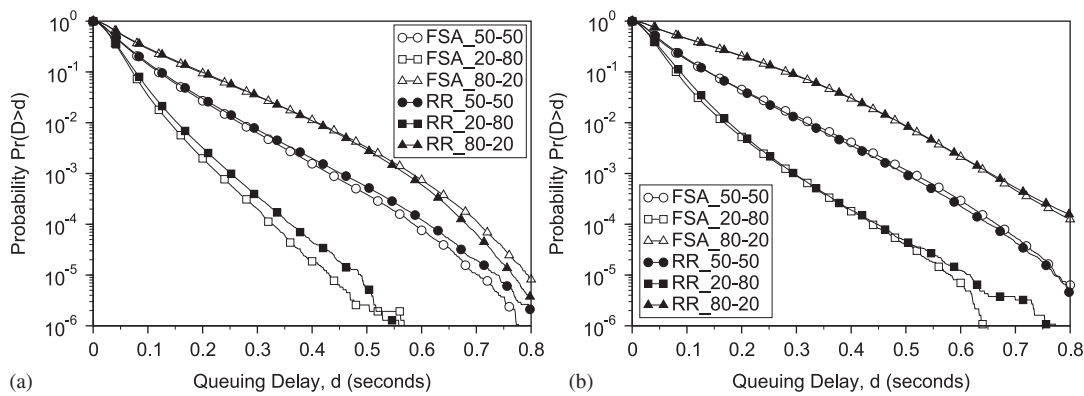 Probability Pr(D>d)
10^0
10^-1
10^-2
10^-3
10^-4
10^-5
10^-6
FSA_50-50
FSA_20-80
FSA_80-20
RR_50-50
RR_20-80
RR_80-20
0 0.1 0.2 0.3 0.4 0.5 0.6 0.7 0.8
Queuing Delay, d (seconds)
(a)
Probability Pr(D>d)
10^0
10^-1
10^-2
10^-3
10^-4
10^-5
10^-6
FSA_50-50
FSA_20-80
FSA_80-20
RR_50-50
RR_20-80
RR_80-20
0 0.1 0.2 0.3 0.4 0.5 0.6 0.7 0.8
Queuing Delay, d (seconds)
(b)